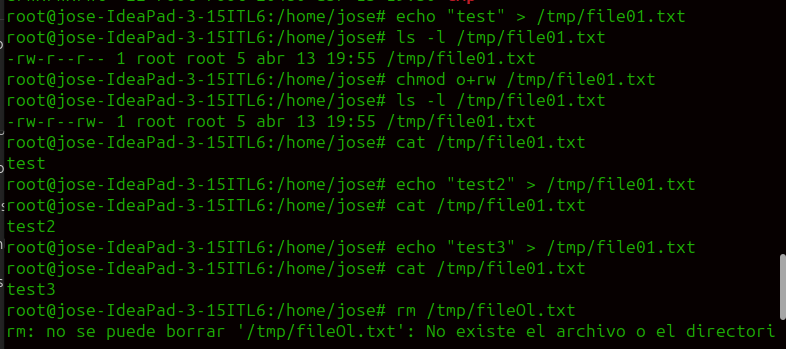 root@jose-IdeaPad-3-15ITL6:/home/jose# echo "test" > /tmp/file01.txt
root@jose-IdeaPad-3-15ITL6:/home/jose# ls -l /tmp/file01.txt
-rw-r--r-- 1 root root 5 abr 13 19:55 /tmp/file01.txt
root@jose-IdeaPad-3-15ITL6:/home/jose# chmod o+rw /tmp/file01.txt
root@jose-IdeaPad-3-15ITL6:/home/jose# ls -l /tmp/file01.txt
-rw-r--rw- 1 root root 5 abr 13 19:55 /tmp/file01.txt
root@jose-IdeaPad-3-15ITL6:/home/jose# cat /tmp/file01.txt
test
root@jose-IdeaPad-3-15ITL6:/home/jose# echo "test2" > /tmp/file01.txt
root@jose-IdeaPad-3-15ITL6:/home/jose# cat /tmp/file01.txt
test2
root@jose-IdeaPad-3-15ITL6:/home/jose# echo "test3" > /tmp/file01.txt
root@jose-IdeaPad-3-15ITL6:/home/jose# cat /tmp/file01.txt
test3
root@jose-IdeaPad-3-15ITL6:/home/jose# rm /tmp/fileOl.txt
rm: no se puede borrar '/tmp/fileOl.txt': No existe el archivo o el directori